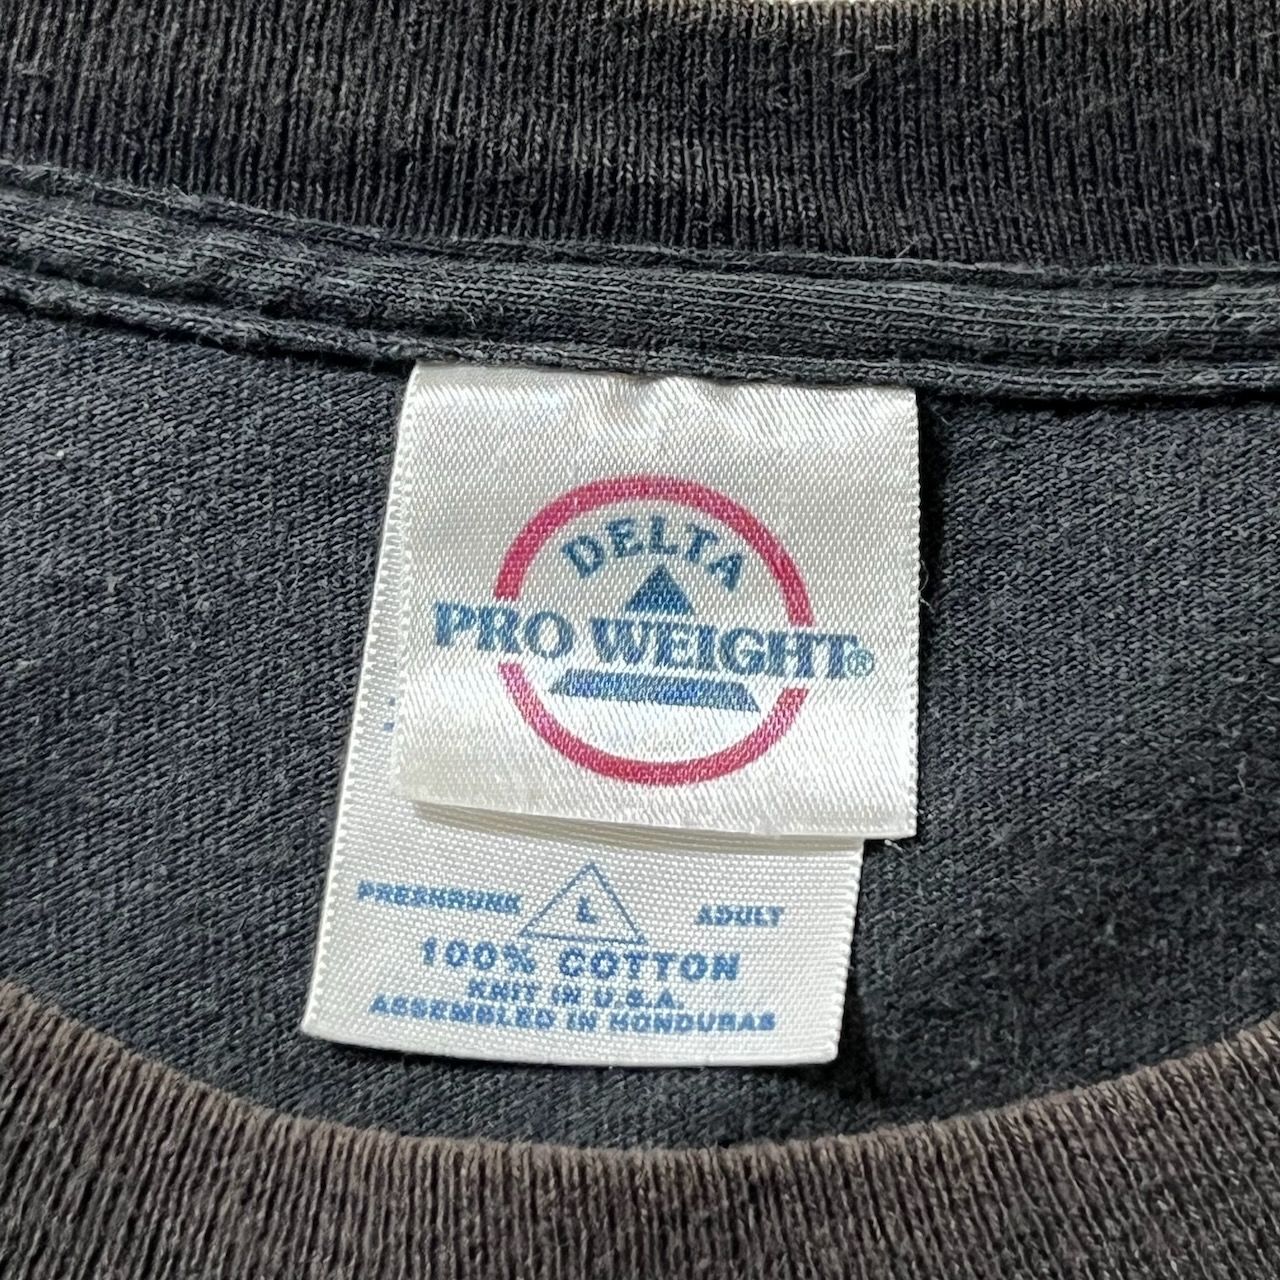 DELTA
PRO WEIGHT®
PRESHRUNK L ADULT
100% COTTON
KNIT IN U.S.A.
ASSEMBLED IN HONDURAS